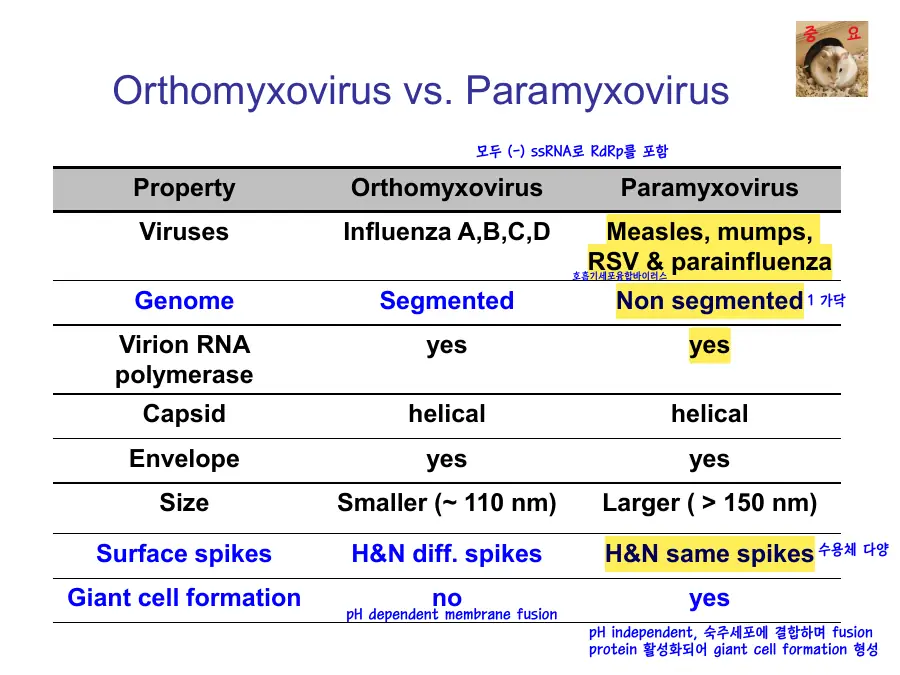 중 요
Orthomyxovirus vs. Paramyxovirus
모두 (-) ssRNA로 RdRp를 포함
Property Orthomyxovirus Paramyxovirus
Viruses Influenza A,B,C,D Measles, mumps,
RSV & parainfluenza
호흡기세포융합바이러스
Genome Segmented Non segmented 1 가닥
Virion RNA yes yes
polymerase
Capsid helical helical
Envelope yes yes
Size Smaller (~ 110 nm) Larger ( > 150 nm)
Surface spikes H&N diff. spikes H&N same spikes 수용체 다양
Giant cell formation no yes
pH dependent membrane fusion
pH independent, 숙주세포에 결합하며 fusion
protein 활성화되어 giant cell formation 형성